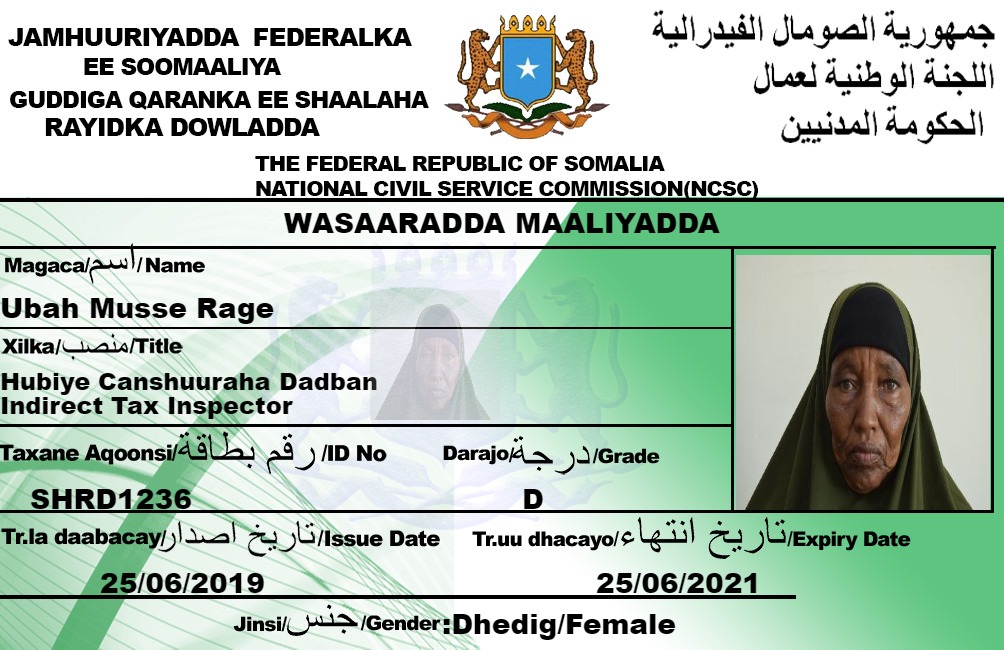 JAMHUURIYADDA FEDERALKA
EE SOOMAALIYA
GUDDIGA QARANKA EE SHAALAHA
RAYIDKA DOWLADDA
جمهورية الصومال الفيدرالية
اللجنة الوطنية لعمال
الحكومة المدنيين
THE FEDERAL REPUBLIC OF SOMALIA
NATIONAL CIVIL SERVICE COMMISSION(NCSC)
WASAARADDA MAALIYADDA
Magaca/اسم/Name
Ubah Musse Rage
Xilka/منصب/Title
Hubiye Canshuuraha Dadban
Indirect Tax Inspector
Taxane Aqoonsi/رقم بطاقة/ID No
Darajo/درجة/Grade
SHRD1236
D
Tr.la daabacay/تاريخ اصدار/Issue Date
Tr.uu dhacayo/تاريخ انتهاء/Expiry Date
25/06/2019
25/06/2021
Jinsi/جنس/Gender:Dhedig/Female